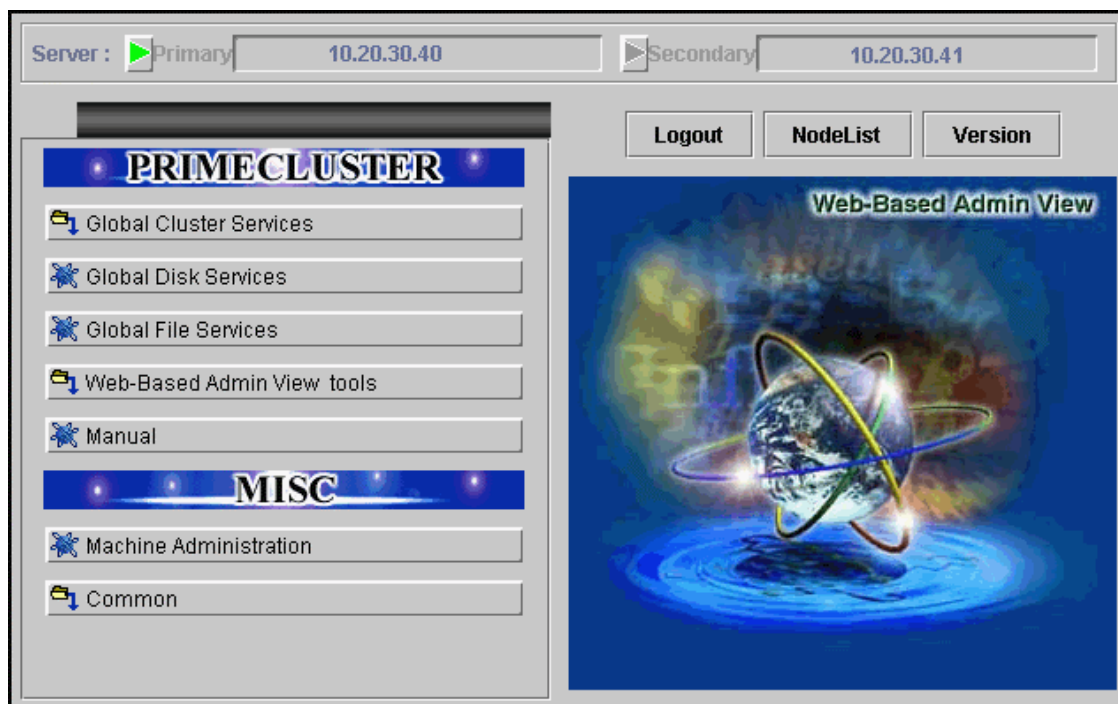 Server : Primary 10.20.30.40 Secondary 10.20.30.41
Logout NodeList Version
PRIMECLUSTER
Global Cluster Services
Global Disk Services
Global File Services
Web-Based Admin View tools
Manual
MISC
Machine Administration
Common
Web-Based Admin View